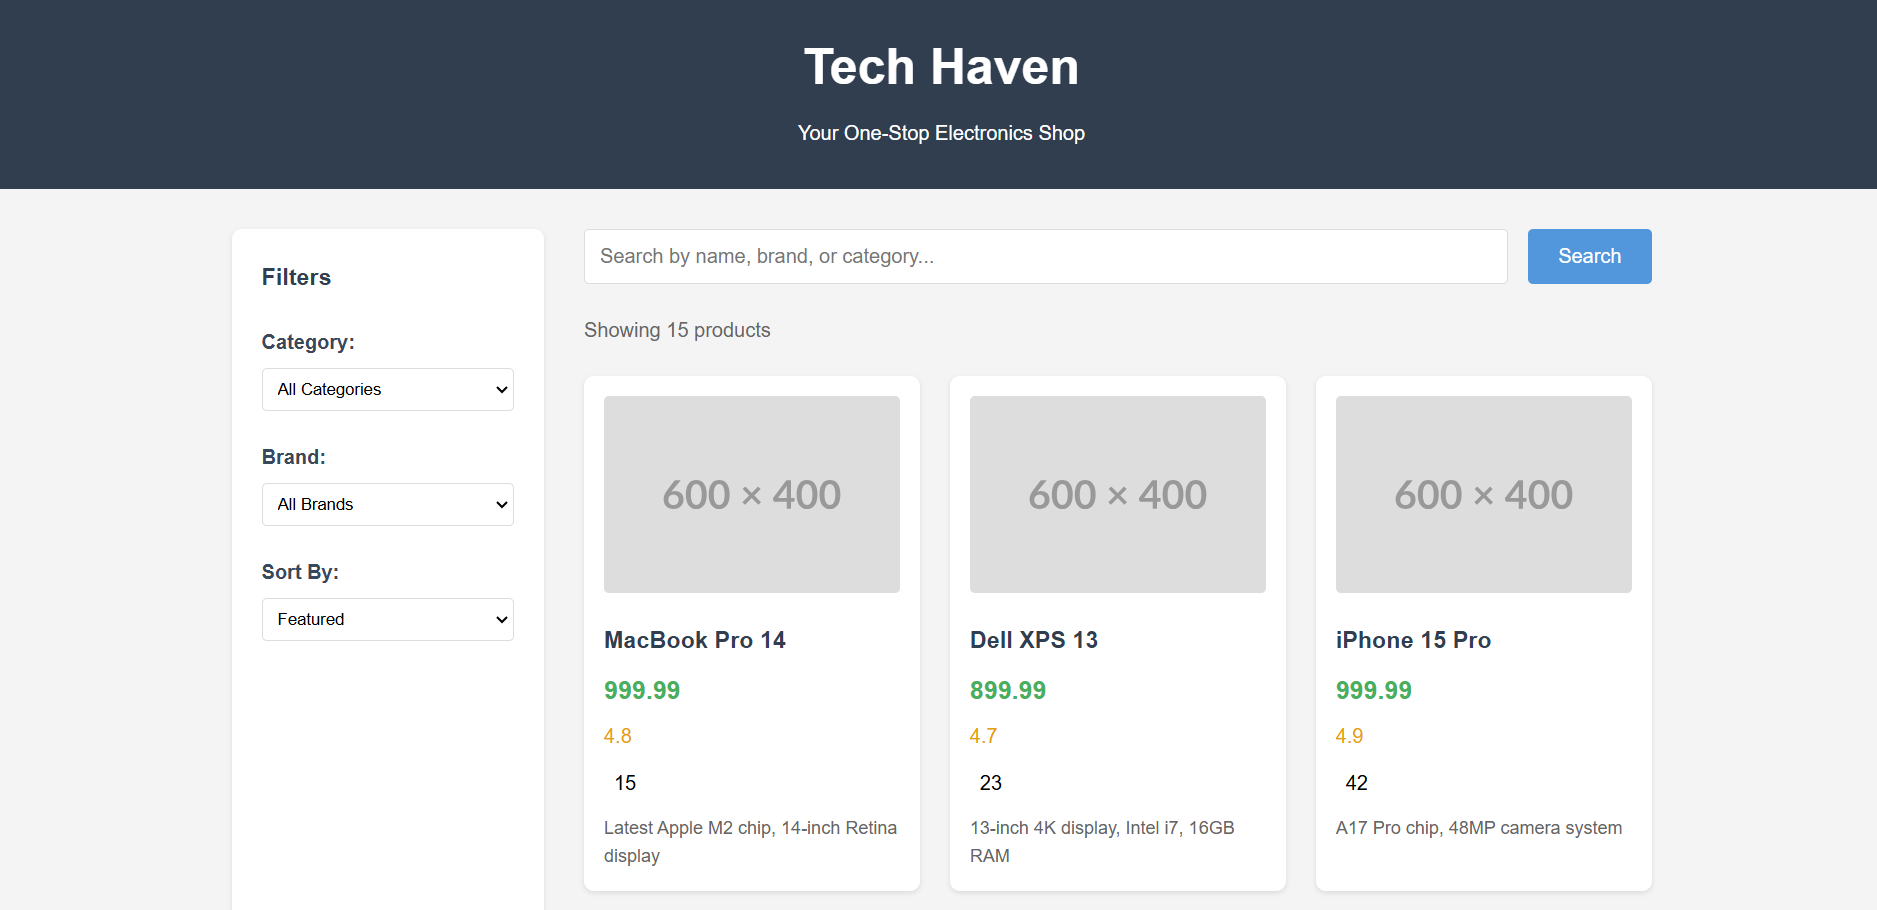 Tech Haven
Your One-Stop Electronics Shop
Filters
Category:
All Categories
Brand:
All Brands
Sort By:
Featured
Search by name, brand, or category...
Search
Showing 15 products
600 × 400
MacBook Pro 14
999.99
4.8
15
Latest Apple M2 chip, 14-inch Retina
display
600 × 400
Dell XPS 13
899.99
4.7
23
13-inch 4K display, Intel i7, 16GB
RAM
600 × 400
iPhone 15 Pro
999.99
4.9
42
A17 Pro chip, 48MP camera system